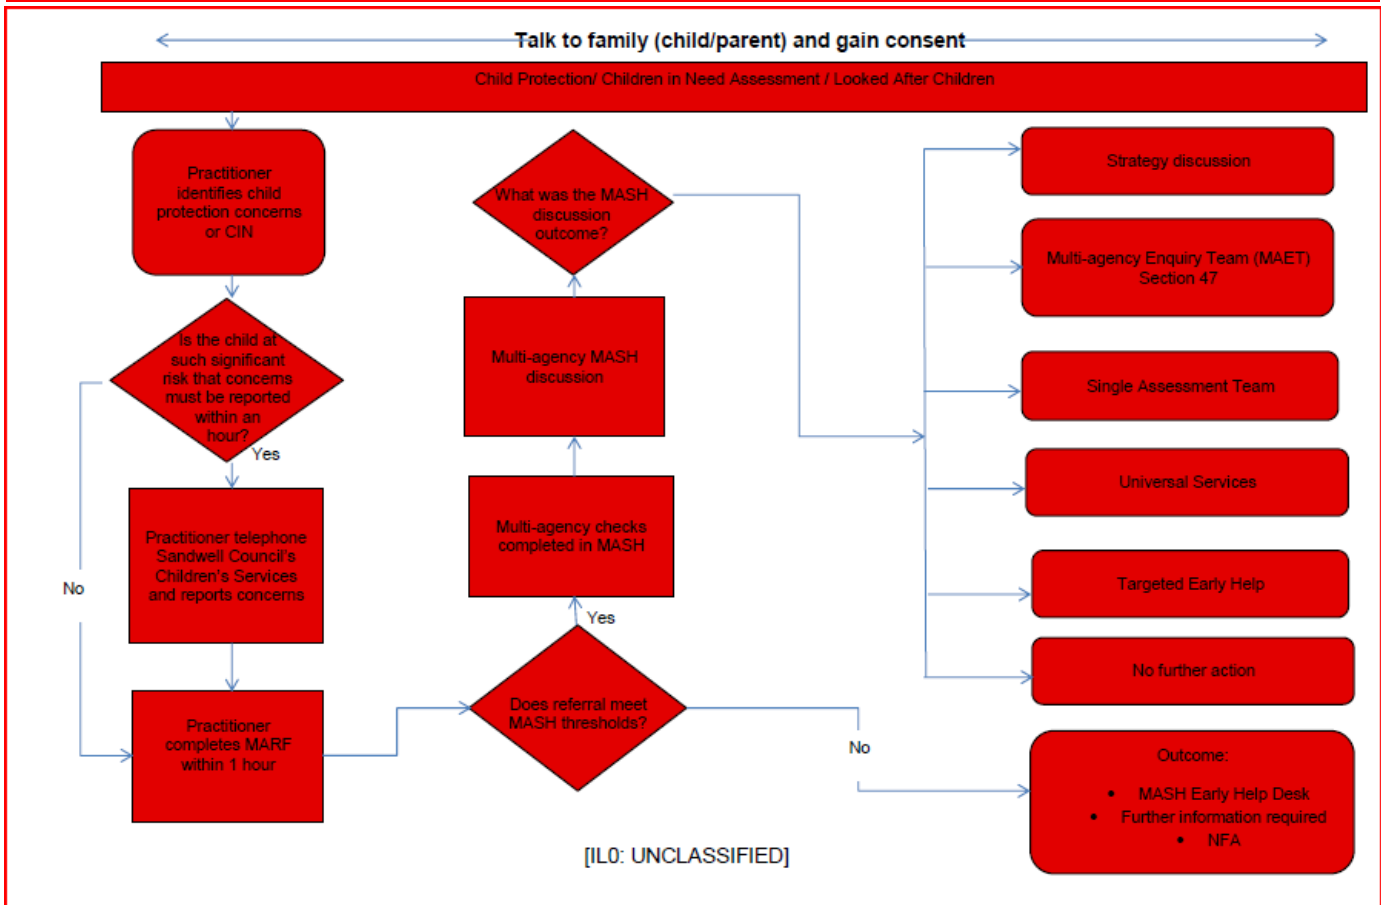 Talk to family (child/parent) and gain consent
Child Protection/ Children in Need Assessment / Looked After Children
Practitioner
identifies child
protection concerns
or CIN
Is the child at
such significant
risk that concerns
must be reported
within an
hour?
Yes
No
Practitioner telephone
Sandwell Council's
Children's Services
and reports concerns
Practitioner
completes MARF
within 1 hour
What was the MASH
discussion
outcome?
Multi-agency MASH
discussion
Multi-agency checks
completed in MASH
Yes
Does referral meet
MASH thresholds?
No
Strategy discussion
Multi-agency Enquiry Team (MAET)
Section 47
Single Assessment Team
Universal Services
Targeted Early Help
No further action
Outcome:
• MASH Early Help Desk
• Further information required
• NFA
[IL0: UNCLASSIFIED]